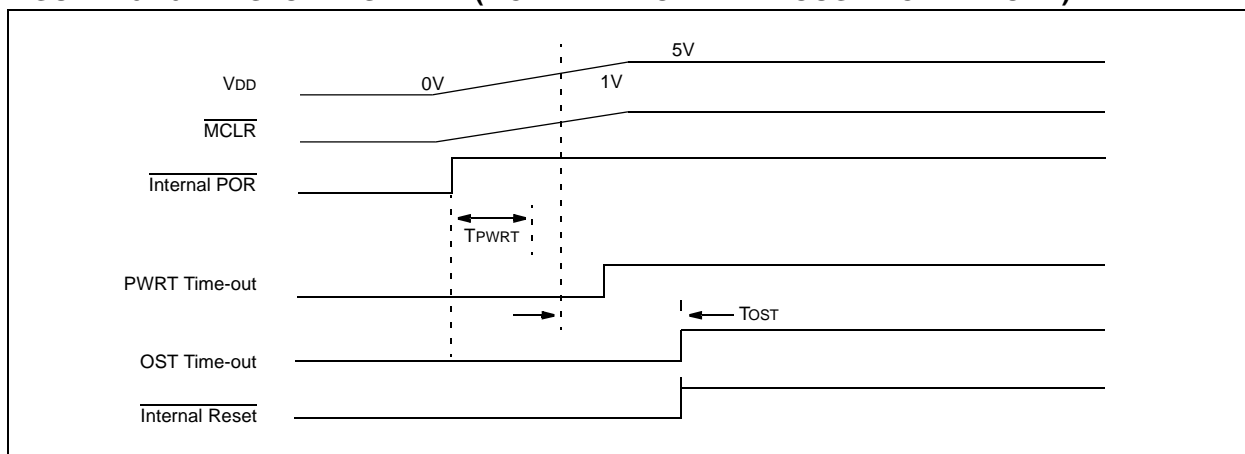 5V
VDD
0V
1V
MCLR
Internal POR
TPWRT
PWRT Time-out
TOST
OST Time-out
Internal Reset